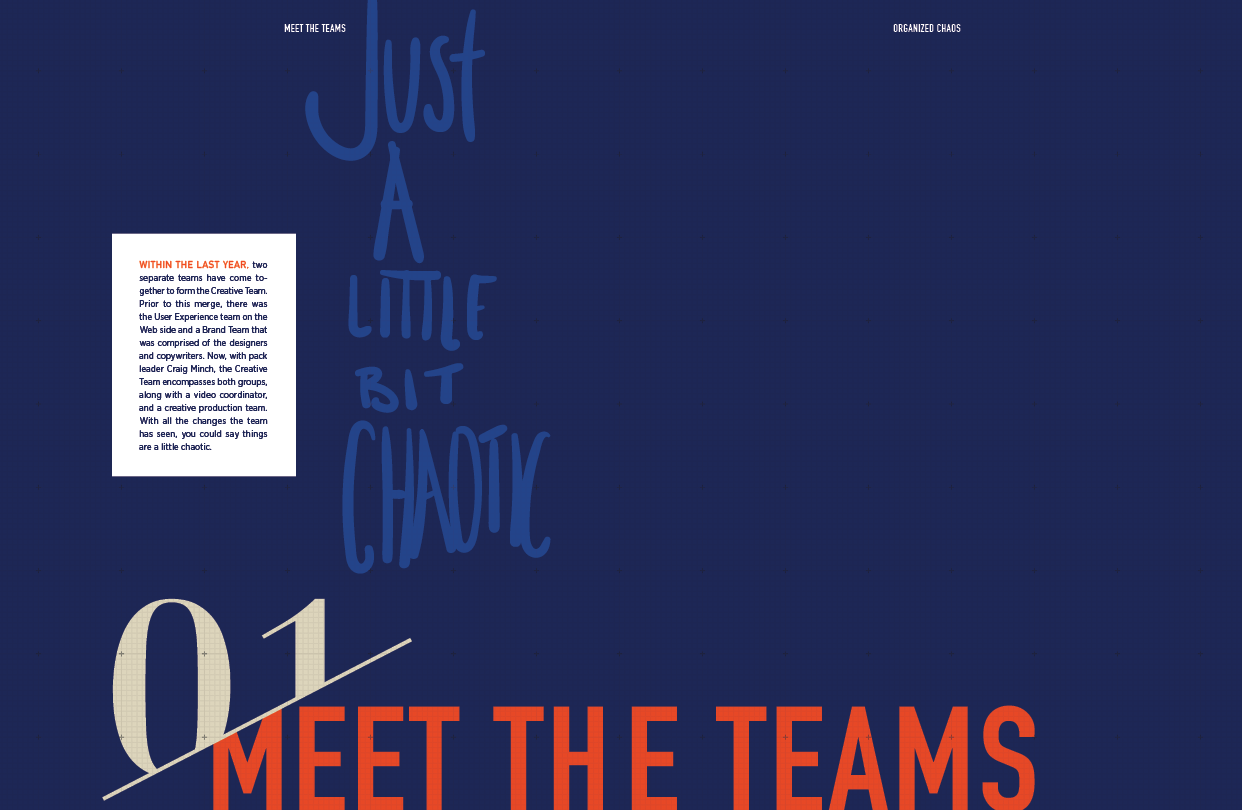 MEET THE TEAMS
ORGANIZED CHAOS
Just
A
LITTLE
BIT
CHAOTIC
WITHIN THE LAST YEAR, two
separate teams have come to-
gether to form the Creative Team.
Prior to this merge, there was
the User Experience team on the
Web side and a Brand Team that
was comprised of the designers
and copywriters. Now, with pack
leader Craig Minch, the Creative
Team encompasses both groups,
along with a video coordinator,
and a creative production team.
With all the changes the team
has seen, you could say things
are a little chaotic.
01
MEET THE TEAMS